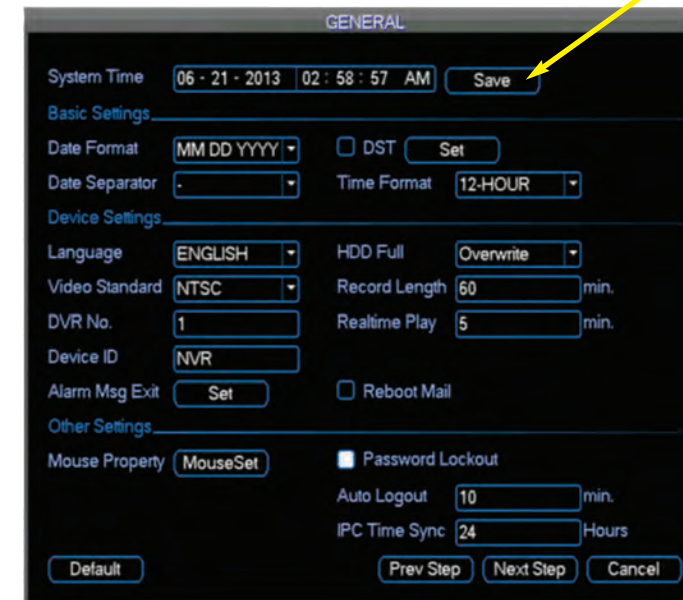 GENERAL
System Time 06 - 21 - 2013 02 : 58 : 57 AM Save
Basic Settings
Date Format MM DD YYYY DST Set
Date Separator - Time Format 12-HOUR
Device Settings
Language ENGLISH HDD Full Overwrite
Video Standard NTSC Record Length 60 min.
DVR No. 1 Realtime Play 5 min.
Device ID NVR
Alarm Msg Exit Set Reboot Mail
Other Settings
Mouse Property MouseSet Password Lockout
Auto Logout 10 min.
IPC Time Sync 24 Hours
Default Prev Step Next Step Cancel